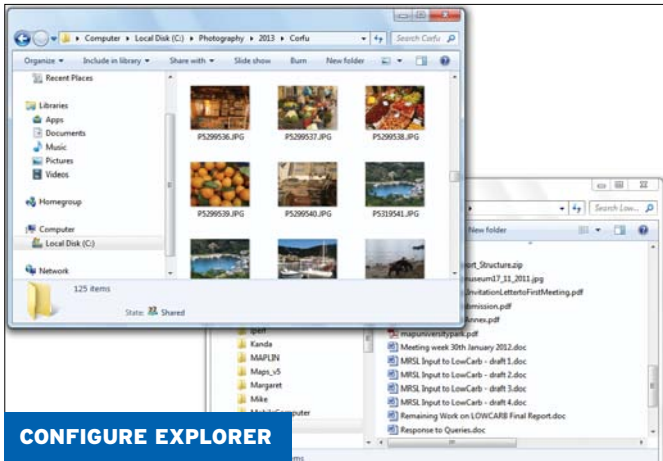 Computer ▸ Local Disk (C:) ▸ Photography ▸ 2013 ▸ Corfu
Search Corfu
Organize Include in library Share with Slide show Burn New folder
Recent Places
Libraries
Apps
Documents
Music
Pictures
Videos
Homegroup
Computer
Local Disk (C:)
Network
P5299536.JPG P5299537.JPG P5299538.JPG
P5299539.JPG P5299540.JPG P5319541.JPG
125 items
State: Shared
Search Low...
New folder
ort_Structure.zip
museum17_11_2011.jpg
InvitationLettertoFirstMeeting.pdf
bmission.pdf
Annex.pdf
mapuniversitypark.pdf
Meeting week 30th January 2012.doc
MRSL Input to LowCarb - draft 1.doc
MRSL Input to LowCarb - draft 2.doc
MRSL Input to LowCarb - draft 3.doc
MRSL Input to LowCarb - draft 4.doc
Remaining Work on LOWCARB Final Report.doc
Response to Queries.doc
Kanda
MAPLIN
Maps_v5
Margaret
Mike
CONFIGURE EXPLORER